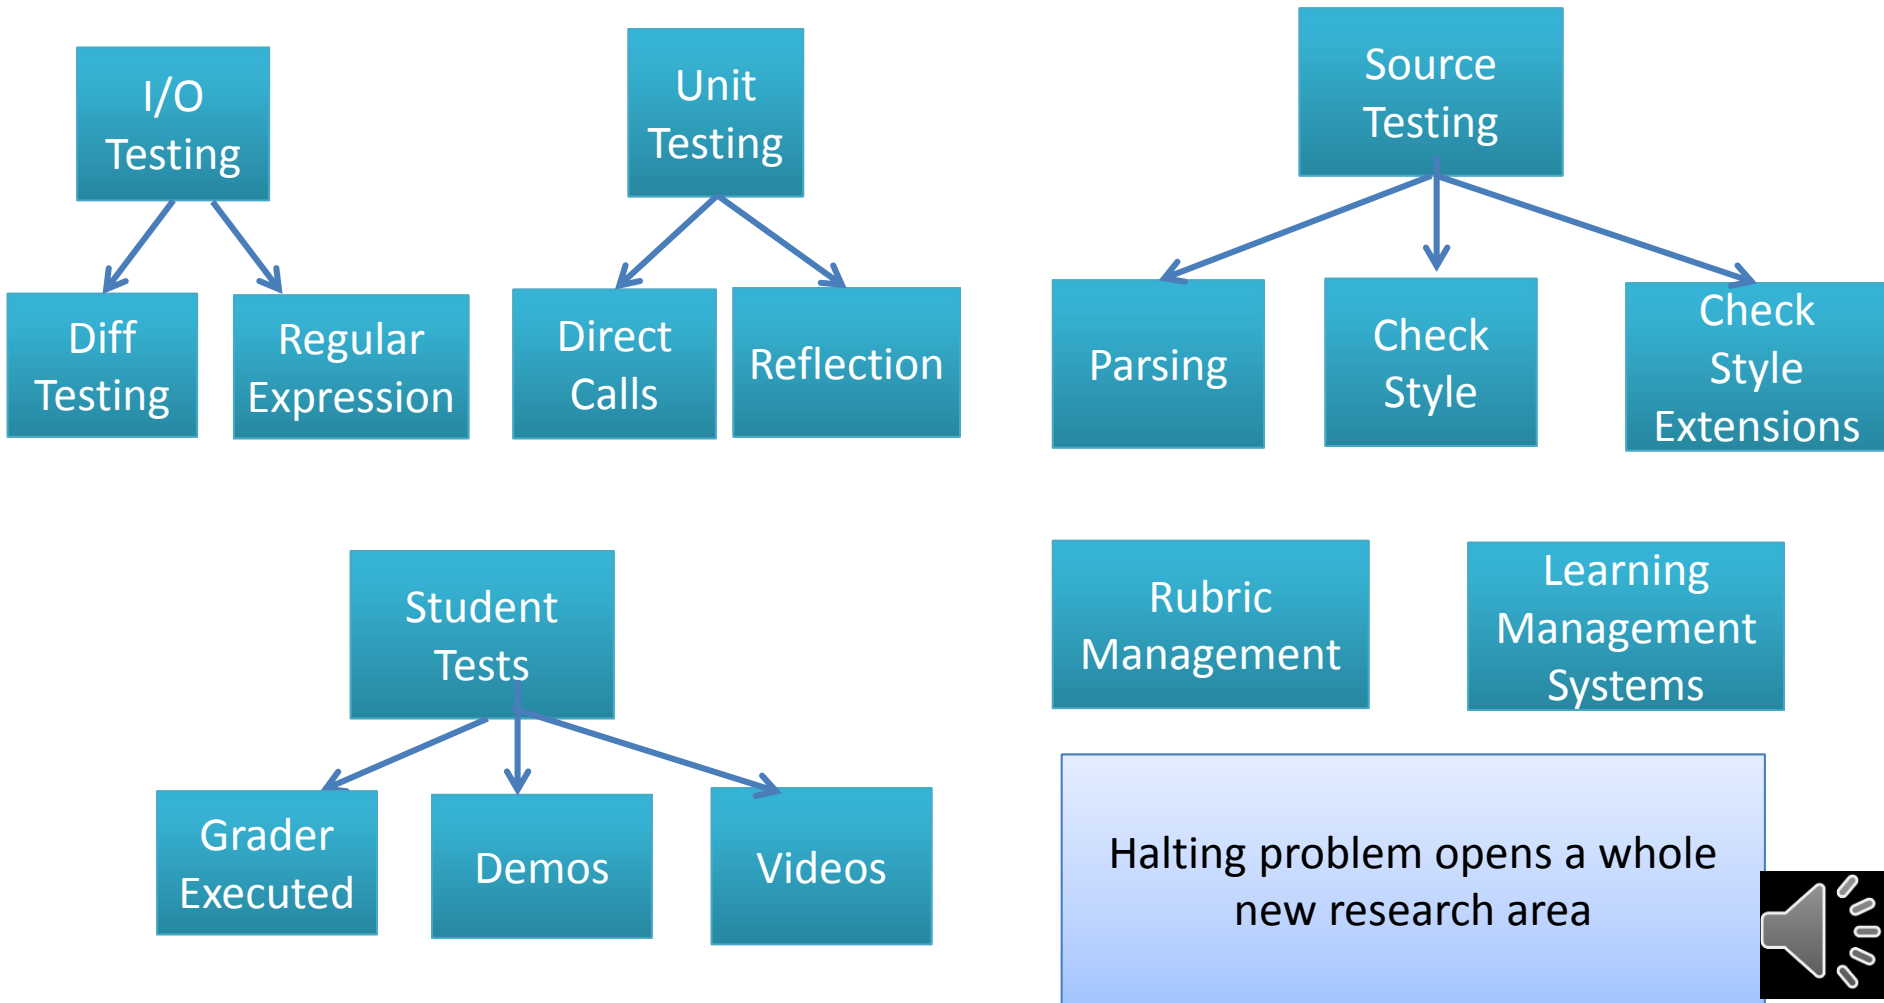 I/O
Testing
Unit
Testing
Source
Testing
Diff
Testing
Regular
Expression
Direct
Calls
Reflection
Parsing
Check
Style
Check
Style
Extensions
Student
Tests
Rubric
Management
Learning
Management
Systems
Grader
Executed
Demos
Videos
Halting problem opens a whole
new research area